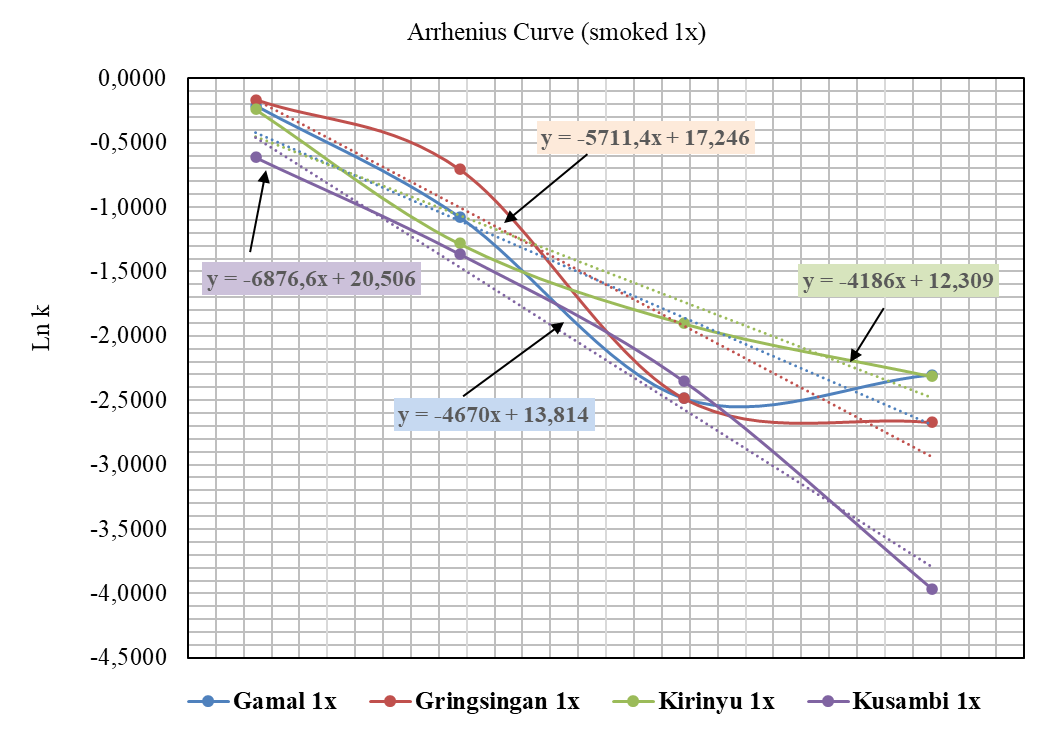 Arrhenius Curve (smoked 1x)
0,0000
-0,5000
-1,0000
-1,5000
-2,0000
-2,5000
-3,0000
-3,5000
-4,0000
-4,5000
Ln k
y = -5711,4x + 17,246
y = -6876,6x + 20,506
y = -4186x + 12,309
y = -4670x + 13,814
Gamal 1x
Gringsingan 1x
Kirinyu 1x
Kusambi 1x